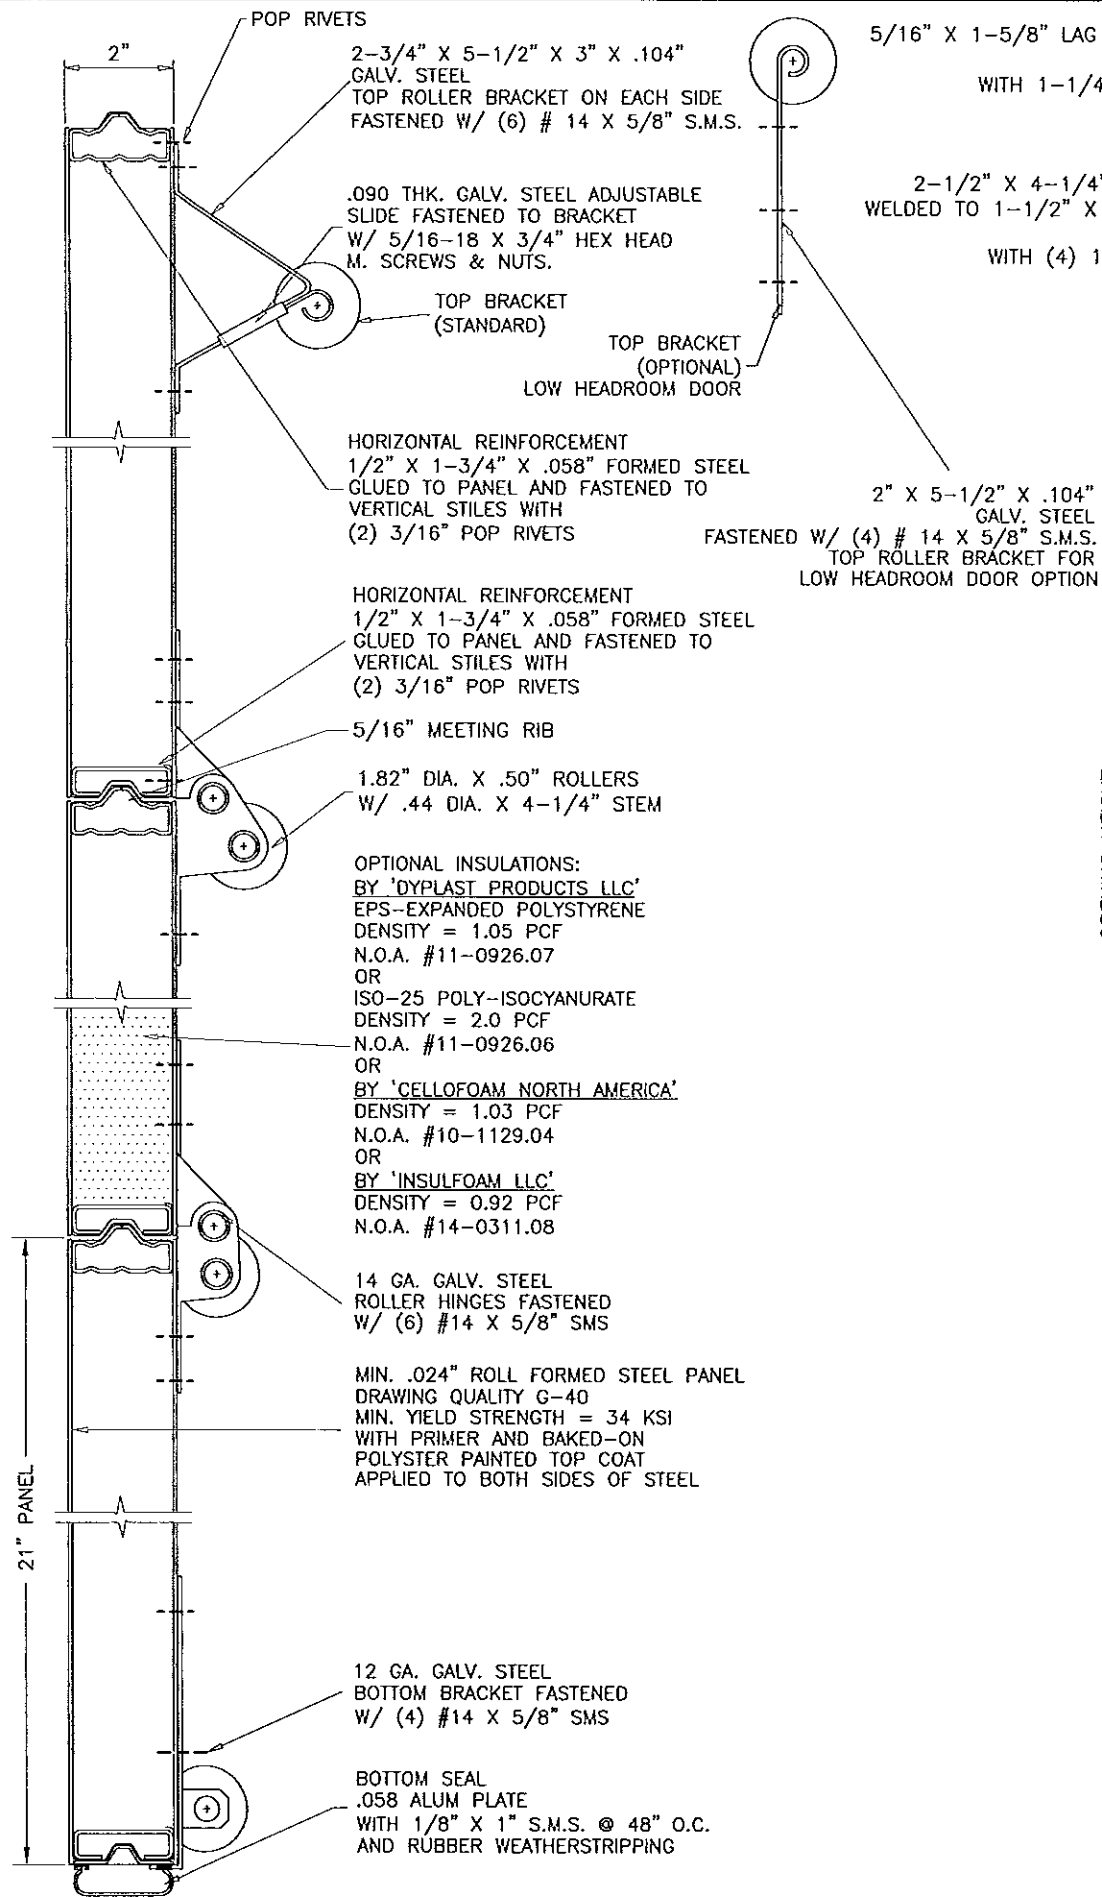 POP RIVETS
2"
2-3/4" X 5-1/2" X 3" X .104"
GALV. STEEL
TOP ROLLER BRACKET ON EACH SIDE
FASTENED W/ (6) # 14 X 5/8" S.M.S.
.090 THK. GALV. STEEL ADJUSTABLE
SLIDE FASTENED TO BRACKET
W/ 5/16-18 X 3/4" HEX HEAD
M. SCREWS & NUTS.
TOP BRACKET
(STANDARD)
5/16" X 1-5/8" LAG
WITH 1-1/4
2-1/2" X 4-1/4"
WELDED TO 1-1/2" X
WITH (4) 1
TOP BRACKET
(OPTIONAL)
LOW HEADROOM DOOR
HORIZONTAL REINFORCEMENT
1/2" X 1-3/4" X .058" FORMED STEEL
GLUED TO PANEL AND FASTENED TO
VERTICAL STILES WITH
(2) 3/16" POP RIVETS
2" X 5-1/2" X .104"
GALV. STEEL
FASTENED W/ (4) # 14 X 5/8" S.M.S.
TOP ROLLER BRACKET FOR
LOW HEADROOM DOOR OPTION
HORIZONTAL REINFORCEMENT
1/2" X 1-3/4" X .058" FORMED STEEL
GLUED TO PANEL AND FASTENED TO
VERTICAL STILES WITH
(2) 3/16" POP RIVETS
5/16" MEETING RIB
1.82" DIA. X .50" ROLLERS
W/ .44 DIA. X 4-1/4" STEM
OPTIONAL INSULATIONS:
BY 'DYPLAST PRODUCTS LLC'
EPS-EXPANDED POLYSTYRENE
DENSITY = 1.05 PCF
N.O.A. #11-0926.07
OR
ISO-25 POLY-ISOCYANURATE
DENSITY = 2.0 PCF
N.O.A. #11-0926.06
OR
BY 'CELLOFOAM NORTH AMERICA'
DENSITY = 1.03 PCF
N.O.A. #10-1129.04
OR
BY 'INSULFOAM LLC'
DENSITY = 0.92 PCF
N.O.A. #14-0311.08
14 GA. GALV. STEEL
ROLLER HINGES FASTENED
W/ (6) #14 X 5/8" SMS
MIN. .024" ROLL FORMED STEEL PANEL
DRAWING QUALITY G-40
MIN. YIELD STRENGTH = 34 KSI
WITH PRIMER AND BAKED-ON
POLYSTER PAINTED TOP COAT
APPLIED TO BOTH SIDES OF STEEL
21" PANEL
12 GA. GALV. STEEL
BOTTOM BRACKET FASTENED
W/ (4) #14 X 5/8" SMS
BOTTOM SEAL
.058 ALUM PLATE
WITH 1/8" X 1" S.M.S. @ 48" O.C.
AND RUBBER WEATHERSTRIPPING